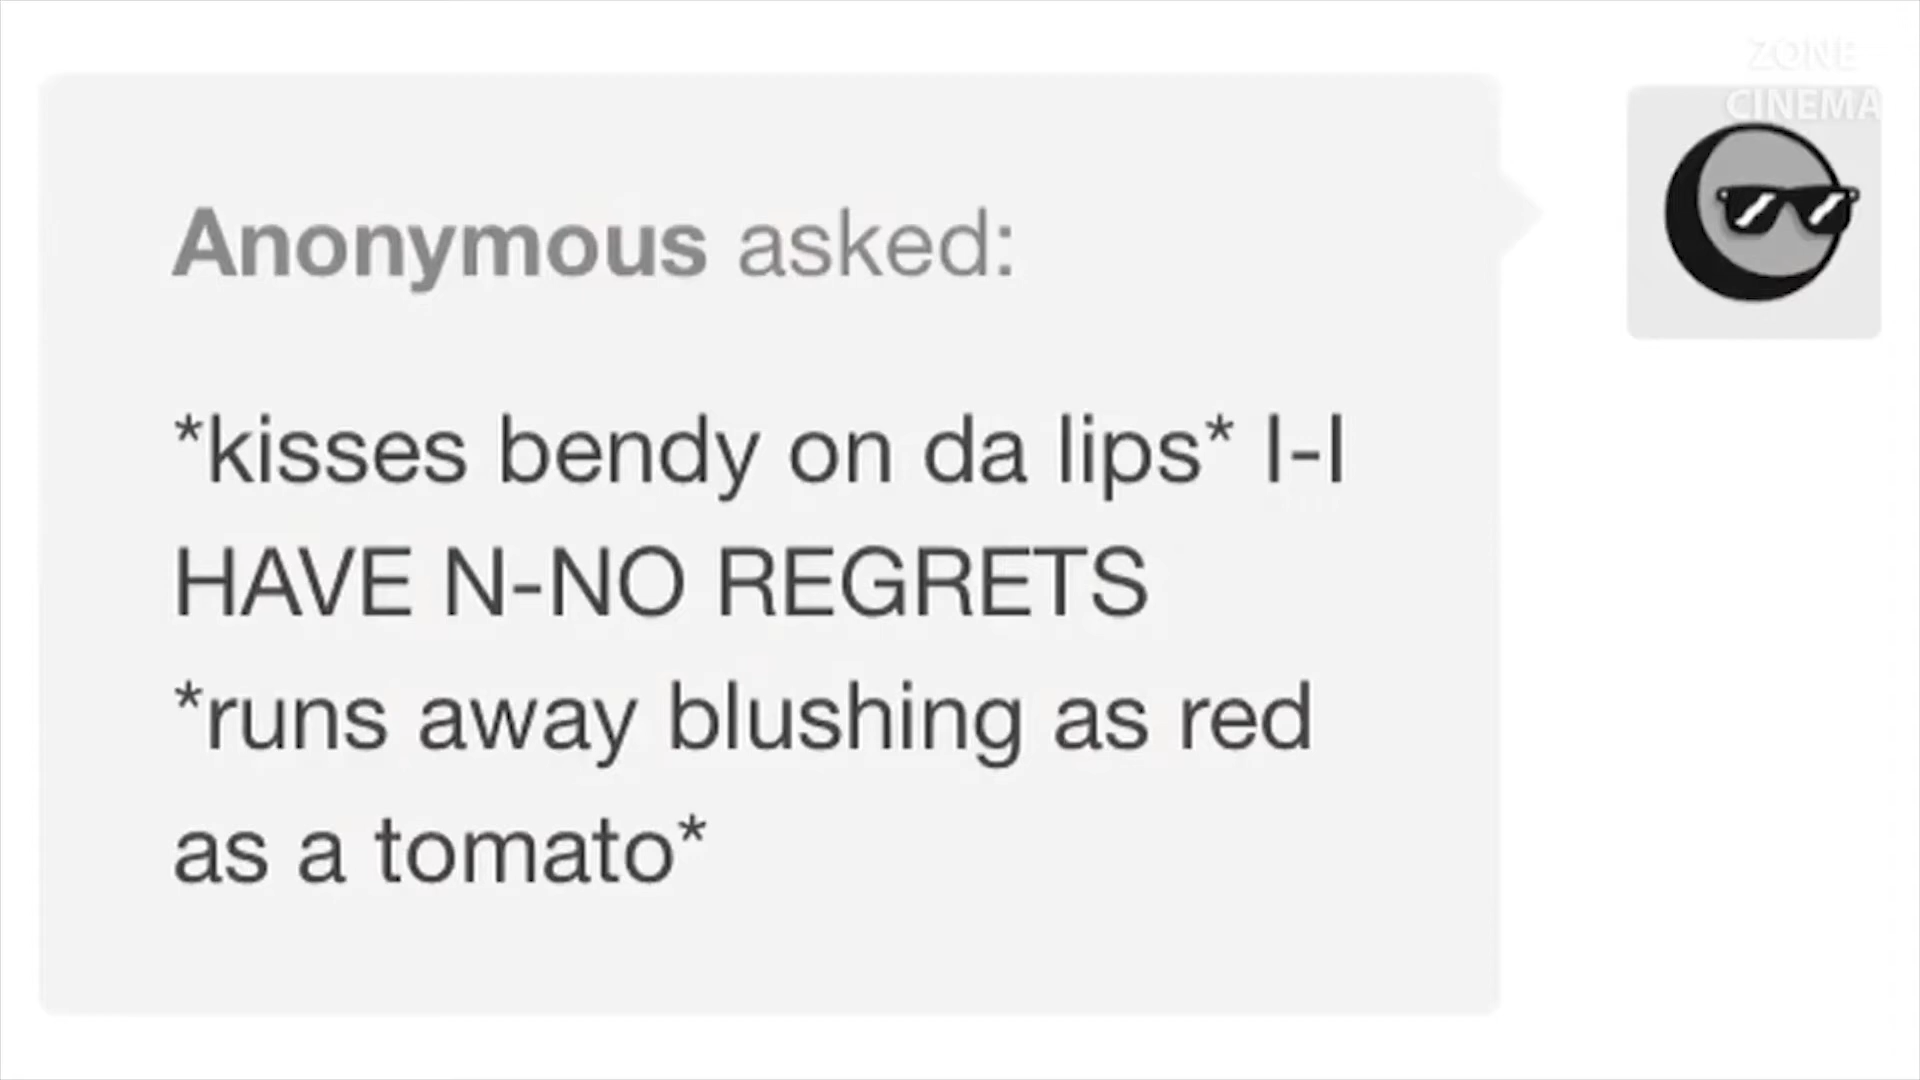 ZONE
CINEMA
Anonymous asked:
*kisses bendy on da lips* I-I
HAVE N-NO REGRETS
*runs away blushing as red
as a tomato*